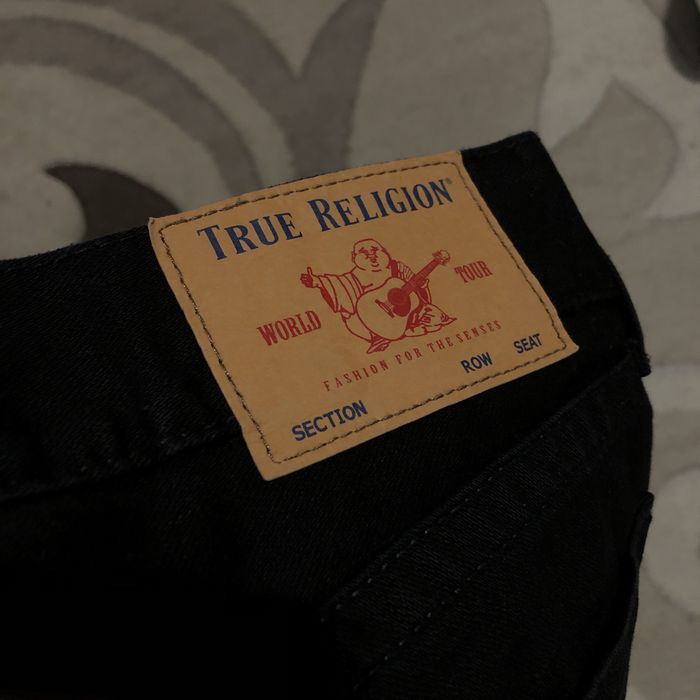 TRUE RELIGION®
WORLD TOUR
FASHION FOR THE SENSES
SECTION ROW SEAT